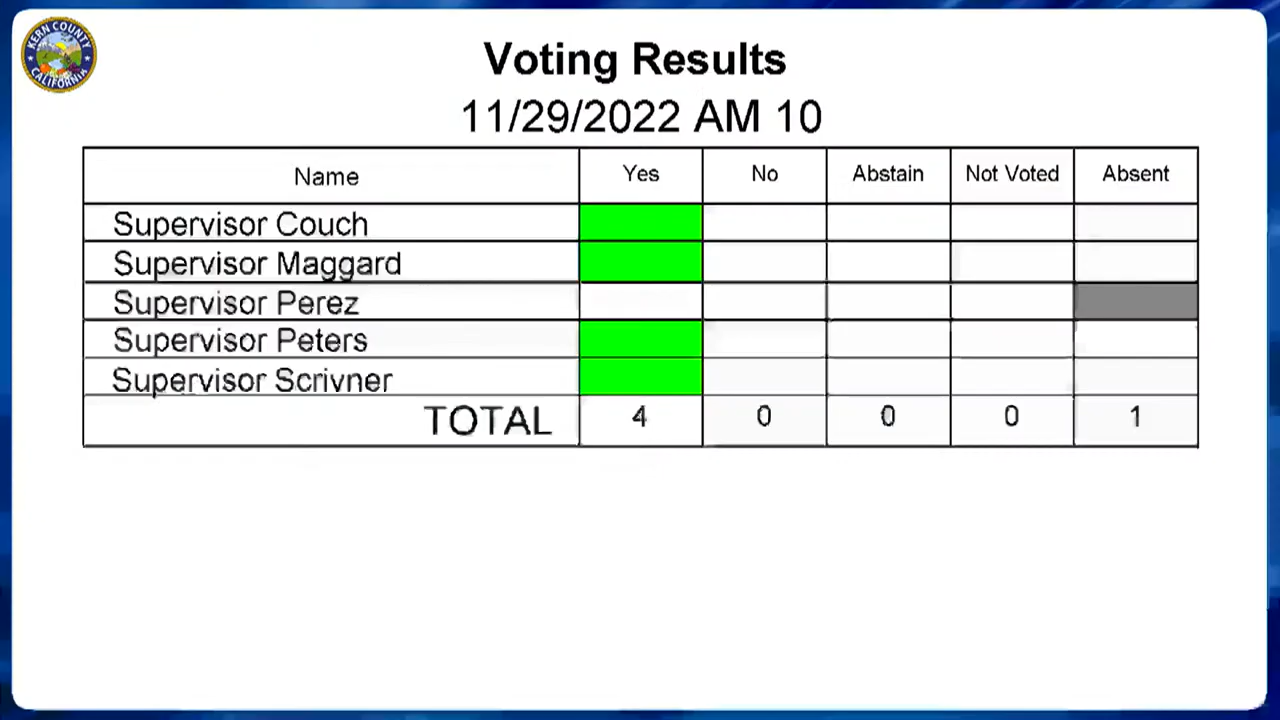 KERN COUNTY
CALIFORNIA
Voting Results
11/29/2022 AM 10
Name Yes No Abstain Not Voted Absent
Supervisor Couch
Supervisor Maggard
Supervisor Perez
Supervisor Peters
Supervisor Scrivner
TOTAL 4 0 0 0 1